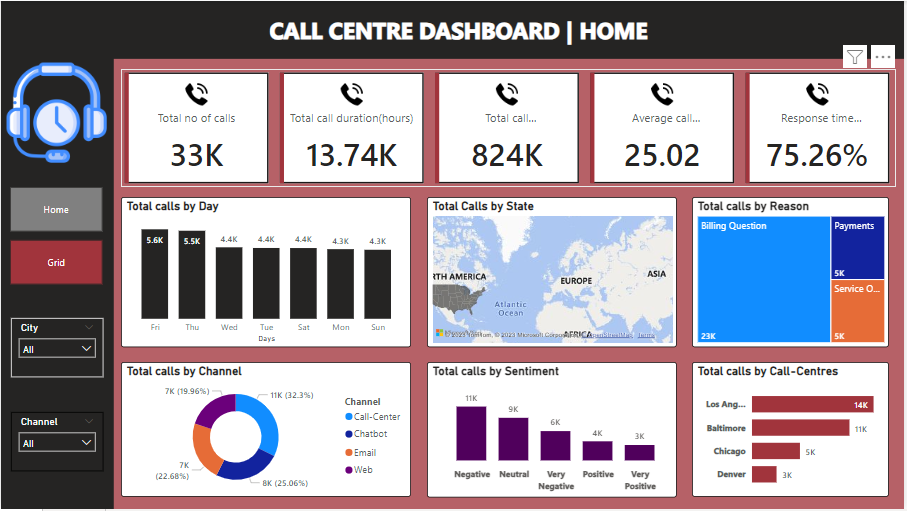 CALL CENTRE DASHBOARD | HOME
Total no of calls
33K
Total call duration(hours)
13.74K
Total call...
824K
Average call...
25.02
Response time...
75.26%
Home
Grid
City
All
Channel
All
Total calls by Day
5.6K 5.5K 4.4K 4.4K 4.4K 4.3K 4.3K
Fri Thu Wed Tue Sat Mon Sun
Days
Total Calls by State
RTH AMERICA
EUROPE
ASIA
Atlantic
Ocean
AFRICA
© 2023 TomTom, © 2023 Microsoft Corporation, © OpenStreetMap Terms
Total calls by Reason
Billing Question
23K
Payments
5K
Service O...
5K
Total calls by Channel
7K (19.96%)
11K (32.3%)
7K
(22.68%)
8K (25.06%)
Channel
Call-Center
Chatbot
Email
Web
Total calls by Sentiment
11K 9K 6K 4K 3K
Negative Neutral Very Positive Very
Negative Positive
Total calls by Call-Centres
Los Ang... 14K
Baltimore 11K
Chicago 5K
Denver 3K